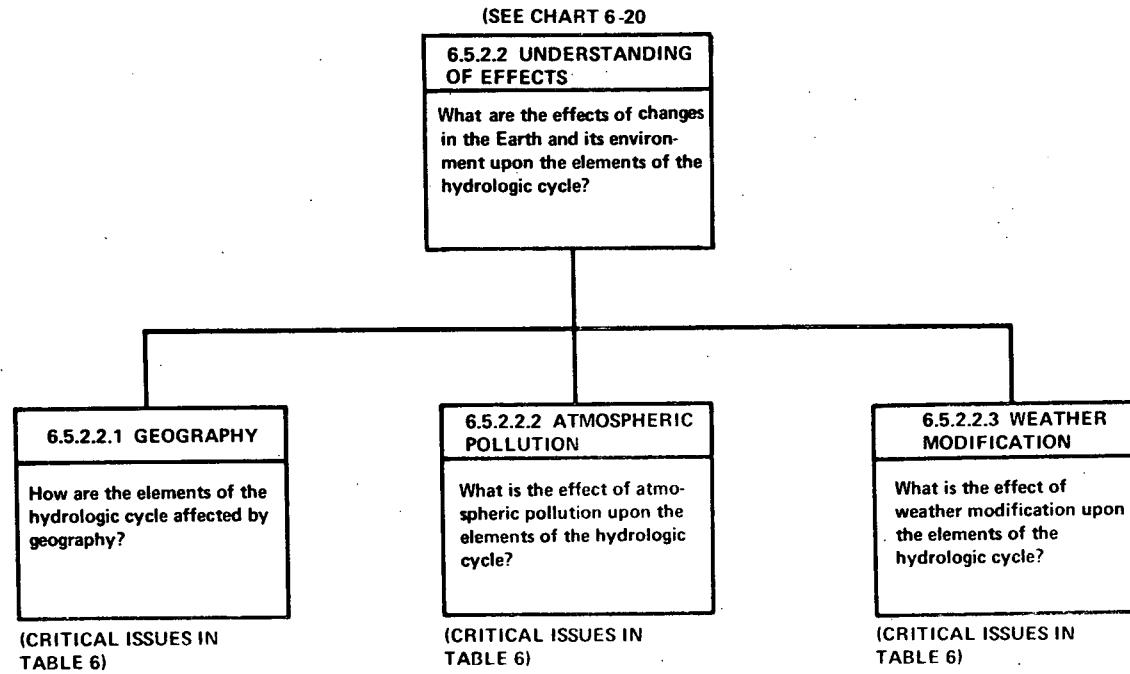 (SEE CHART 6-20
6.5.2.2 UNDERSTANDING
OF EFFECTS
What are the effects of changes
in the Earth and its environ-
ment upon the elements of the
hydrologic cycle?
6.5.2.2.1 GEOGRAPHY
How are the elements of the
hydrologic cycle affected by
geography?
(CRITICAL ISSUES IN
TABLE 6)
6.5.2.2.2 ATMOSPHERIC
POLLUTION
What is the effect of atmo-
spheric pollution upon the
elements of the hydrologic
cycle?
(CRITICAL ISSUES IN
TABLE 6)
6.5.2.2.3 WEATHER
MODIFICATION
What is the effect of
weather modification upon
the elements of the
hydrologic cycle?
(CRITICAL ISSUES IN
TABLE 6)